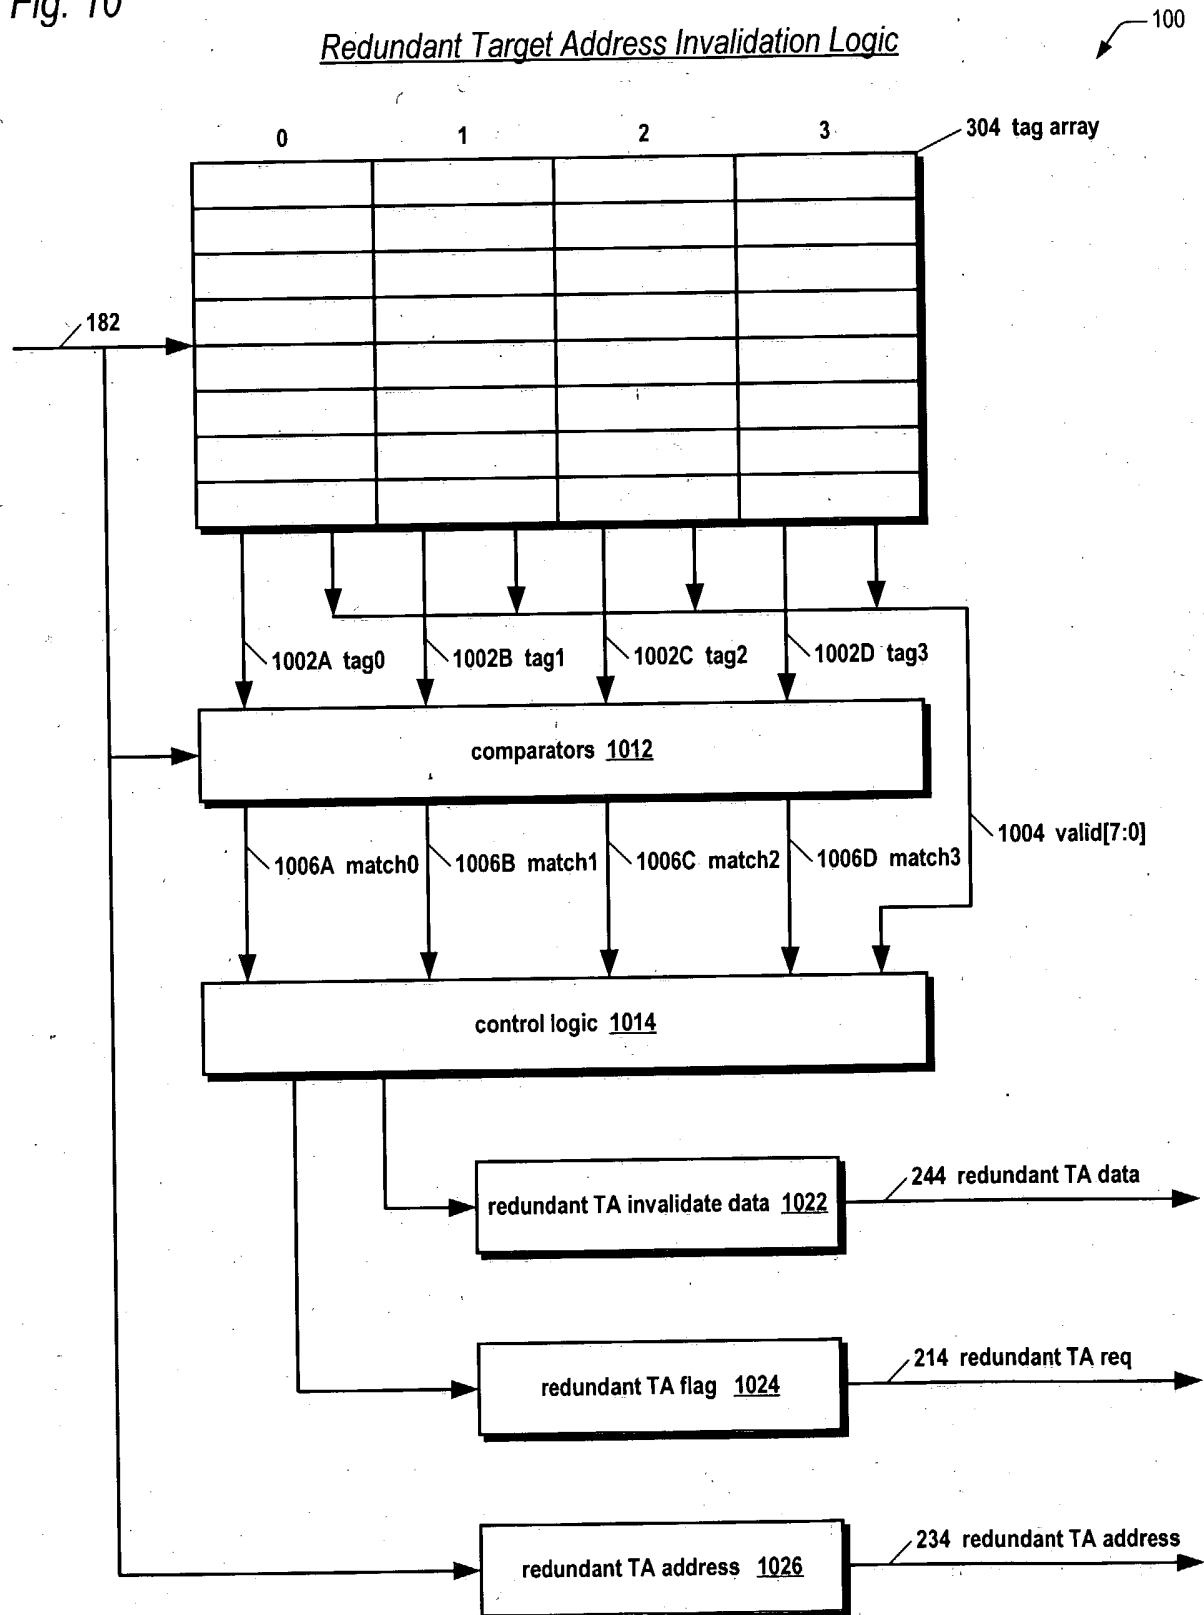 Fig. 10
100
Redundant Target Address Invalidation Logic
0 1 2 3
304 tag array
182
1002A tag0
1002B tag1
1002C tag2
1002D tag3
comparators 1012
1004 valid[7:0]
1006A match0
1006B match1
1006C match2
1006D match3
control logic 1014
redundant TA invalidate data 1022
244 redundant TA data
redundant TA flag 1024
214 redundant TA req
redundant TA address 1026
234 redundant TA address